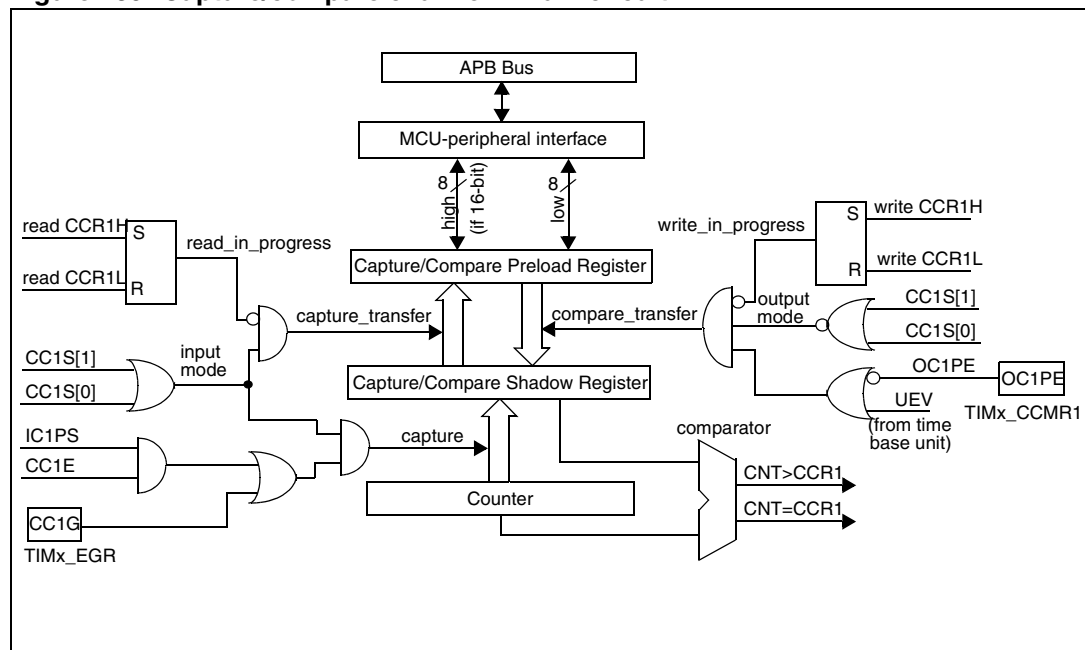 APB Bus
MCU-peripheral interface
8
high
(if 16-bit)
8
low
read CCR1H
S
read_in_progress
read CCR1L
R
write_in_progress
S
write CCR1H
R
write CCR1L
Capture/Compare Preload Register
capture_transfer
compare_transfer
output
mode
CC1S[1]
CC1S[0]
CC1S[1]
CC1S[0]
input
mode
Capture/Compare Shadow Register
OC1PE
OC1PE
UEV
(from time
base unit)
TIMx_CCMR1
IC1PS
CC1E
capture
comparator
Counter
CNT>CCR1
CNT=CCR1
CC1G
TIMx_EGR